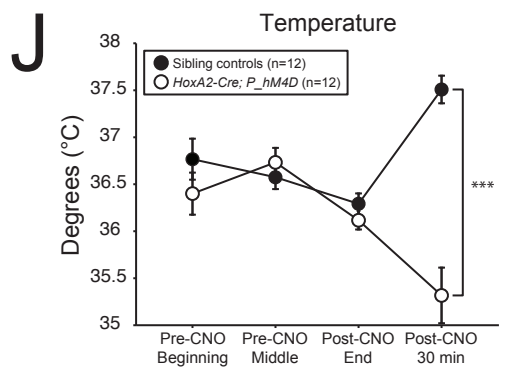 J
Temperature
Sibling controls (n=12)
HoxA2-Cre; P_hM4D (n=12)
Degrees (°C)
38
37.5
37
36.5
36
35.5
35
***
Pre-CNO Beginning
Pre-CNO Middle
Post-CNO End
Post-CNO 30 min